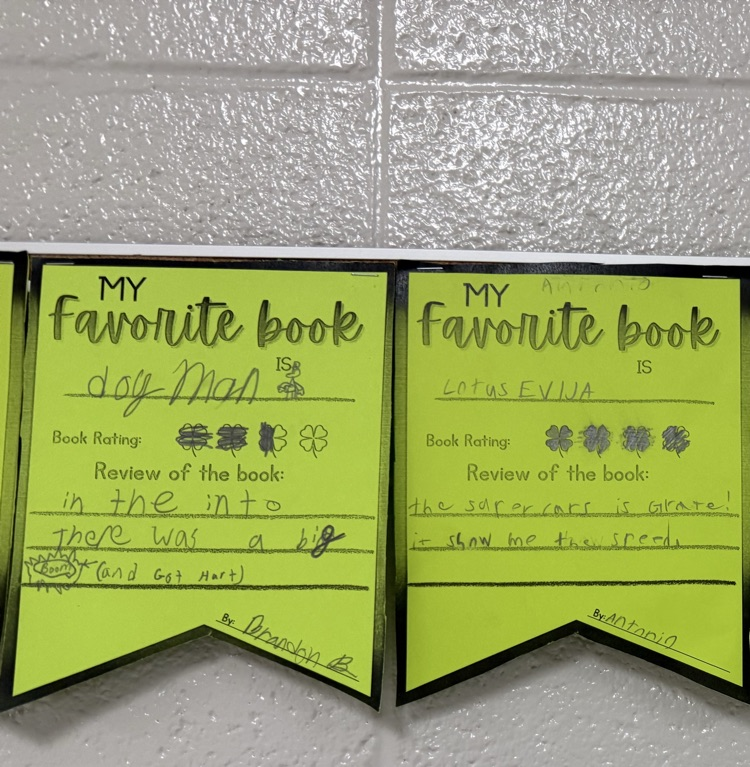 MY
favorite book
IS
dog Man
Book Rating:
Review of the book:
in the into
there was a big
Boom (and Got Hurt)
By: Brandon B
Antonio
MY
favorite book
IS
Lotus EVIJA
Book Rating:
Review of the book:
the super cars is Grate!
it show me the speed.
By: Antonio